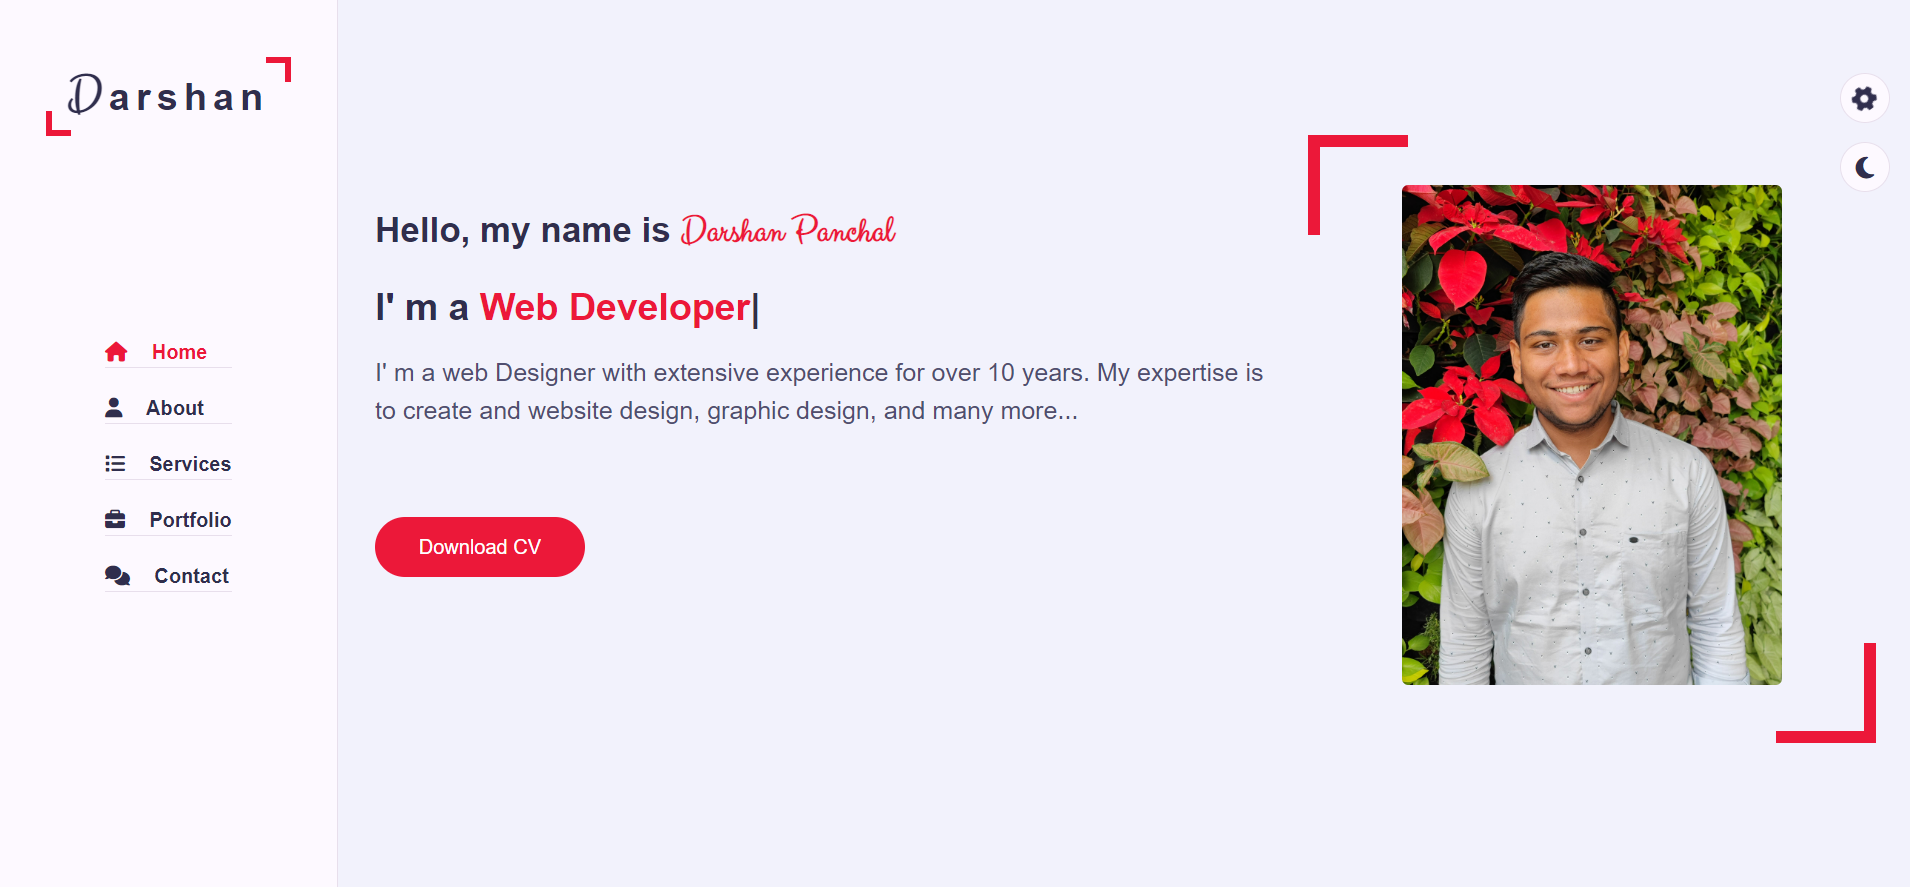 Darshan
Home
About
Services
Portfolio
Contact
Hello, my name is Darshan Panchal
I' m a Web Developer|
I' m a web Designer with extensive experience for over 10 years. My expertise is
to create and website design, graphic design, and many more...
Download CV